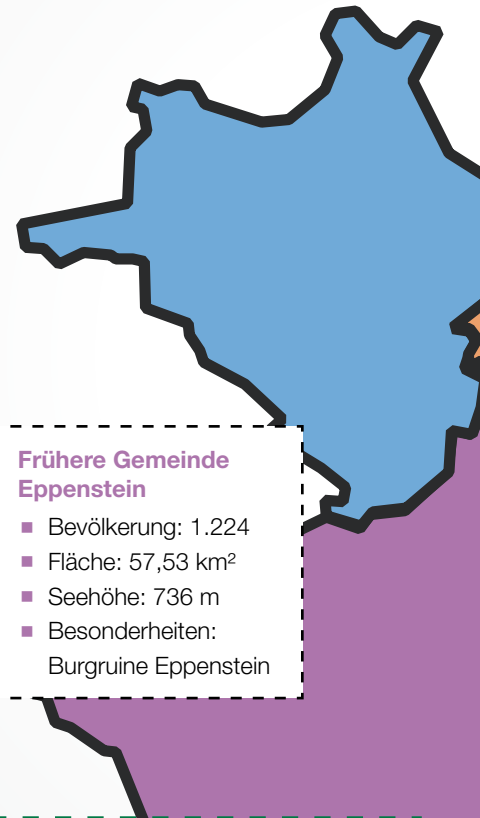 Frühere Gemeinde
Eppenstein
■ Bevölkerung: 1.224
■ Fläche: 57,53 km²
■ Seehöhe: 736 m
■ Besonderheiten:
Burgruine Eppenstein